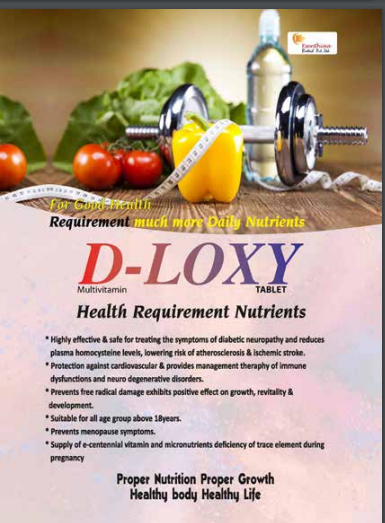 For Good Health
Requirement much more Daily Nutrients
D-LOXY
Multivitamin TABLET
Health Requirement Nutrients
* Highly effective & safe for treating the symptoms of diabetic neuropathy and reduces
plasma homocysteine levels, lowering risk of atherosclerosis & ischemic stroke.
* Protection against cardiovascular & provides management theraphy of immune
dysfunctions and neuro degenerative disorders.
* Prevents free radical damage exhibits positive effect on growth, revitality &
development.
* Suitable for all age group above 18years.
* Prevents menopause symptoms.
* Supply of e-centennial vitamin and micronutrients deficiency of trace element during
pregnancy
Proper Nutrition Proper Growth
Healthy body Healthy Life